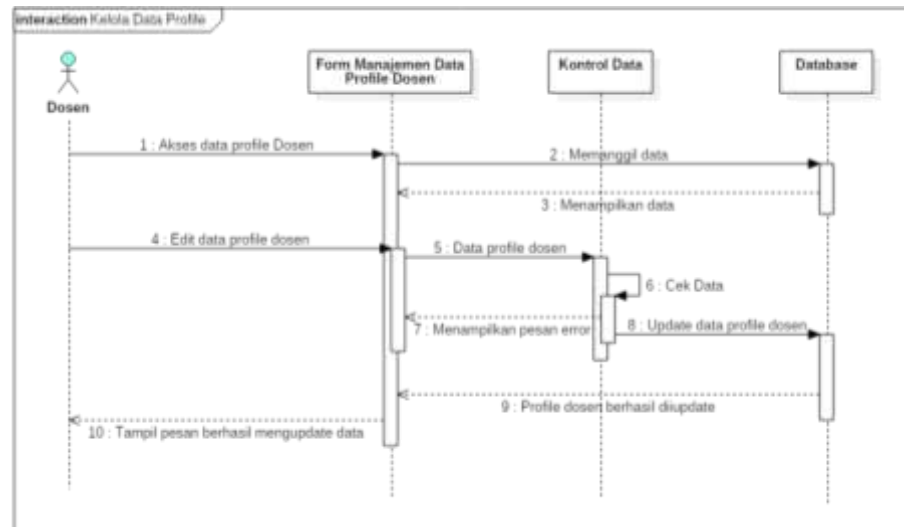 interaction Kelola Data Profile
Form Manajemen Data
Profile Dosen
Kontrol Data
Database
Dosen
1 : Akses data profile Dosen
2 : Memanggil data
3 : Menampilkan data
4 : Edit data profile dosen
5 : Data profile dosen
6 : Cek Data
7 : Menampilkan pesan error
8 : Update data profile dosen
9 : Profile dosen berhasil diiupdate
10 : Tampil pesan berhasil mengupdate data